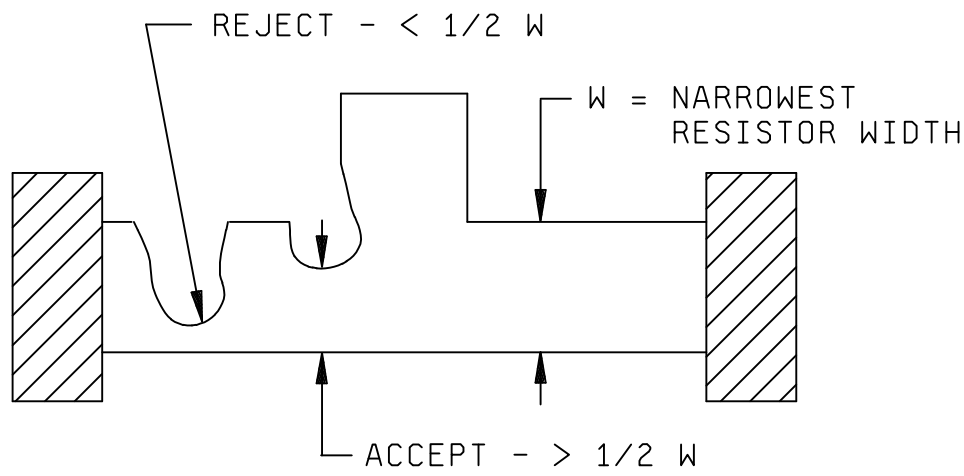 REJECT - < 1/2 W
W = NARROWEST
RESISTOR WIDTH
ACCEPT - > 1/2 W